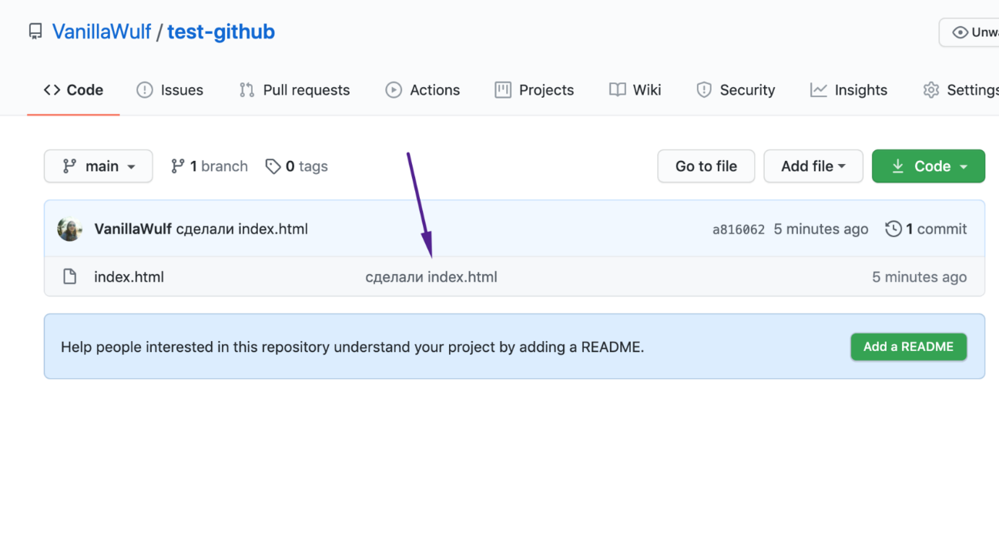 VanillaWulf / test-github
Code Issues Pull requests Actions Projects Wiki Security Insights Settings
main 1 branch 0 tags Go to file Add file Code
VanillaWulf сделали index.html a816062 5 minutes ago 1 commit
index.html сделали index.html 5 minutes ago
Help people interested in this repository understand your project by adding a README. Add a README